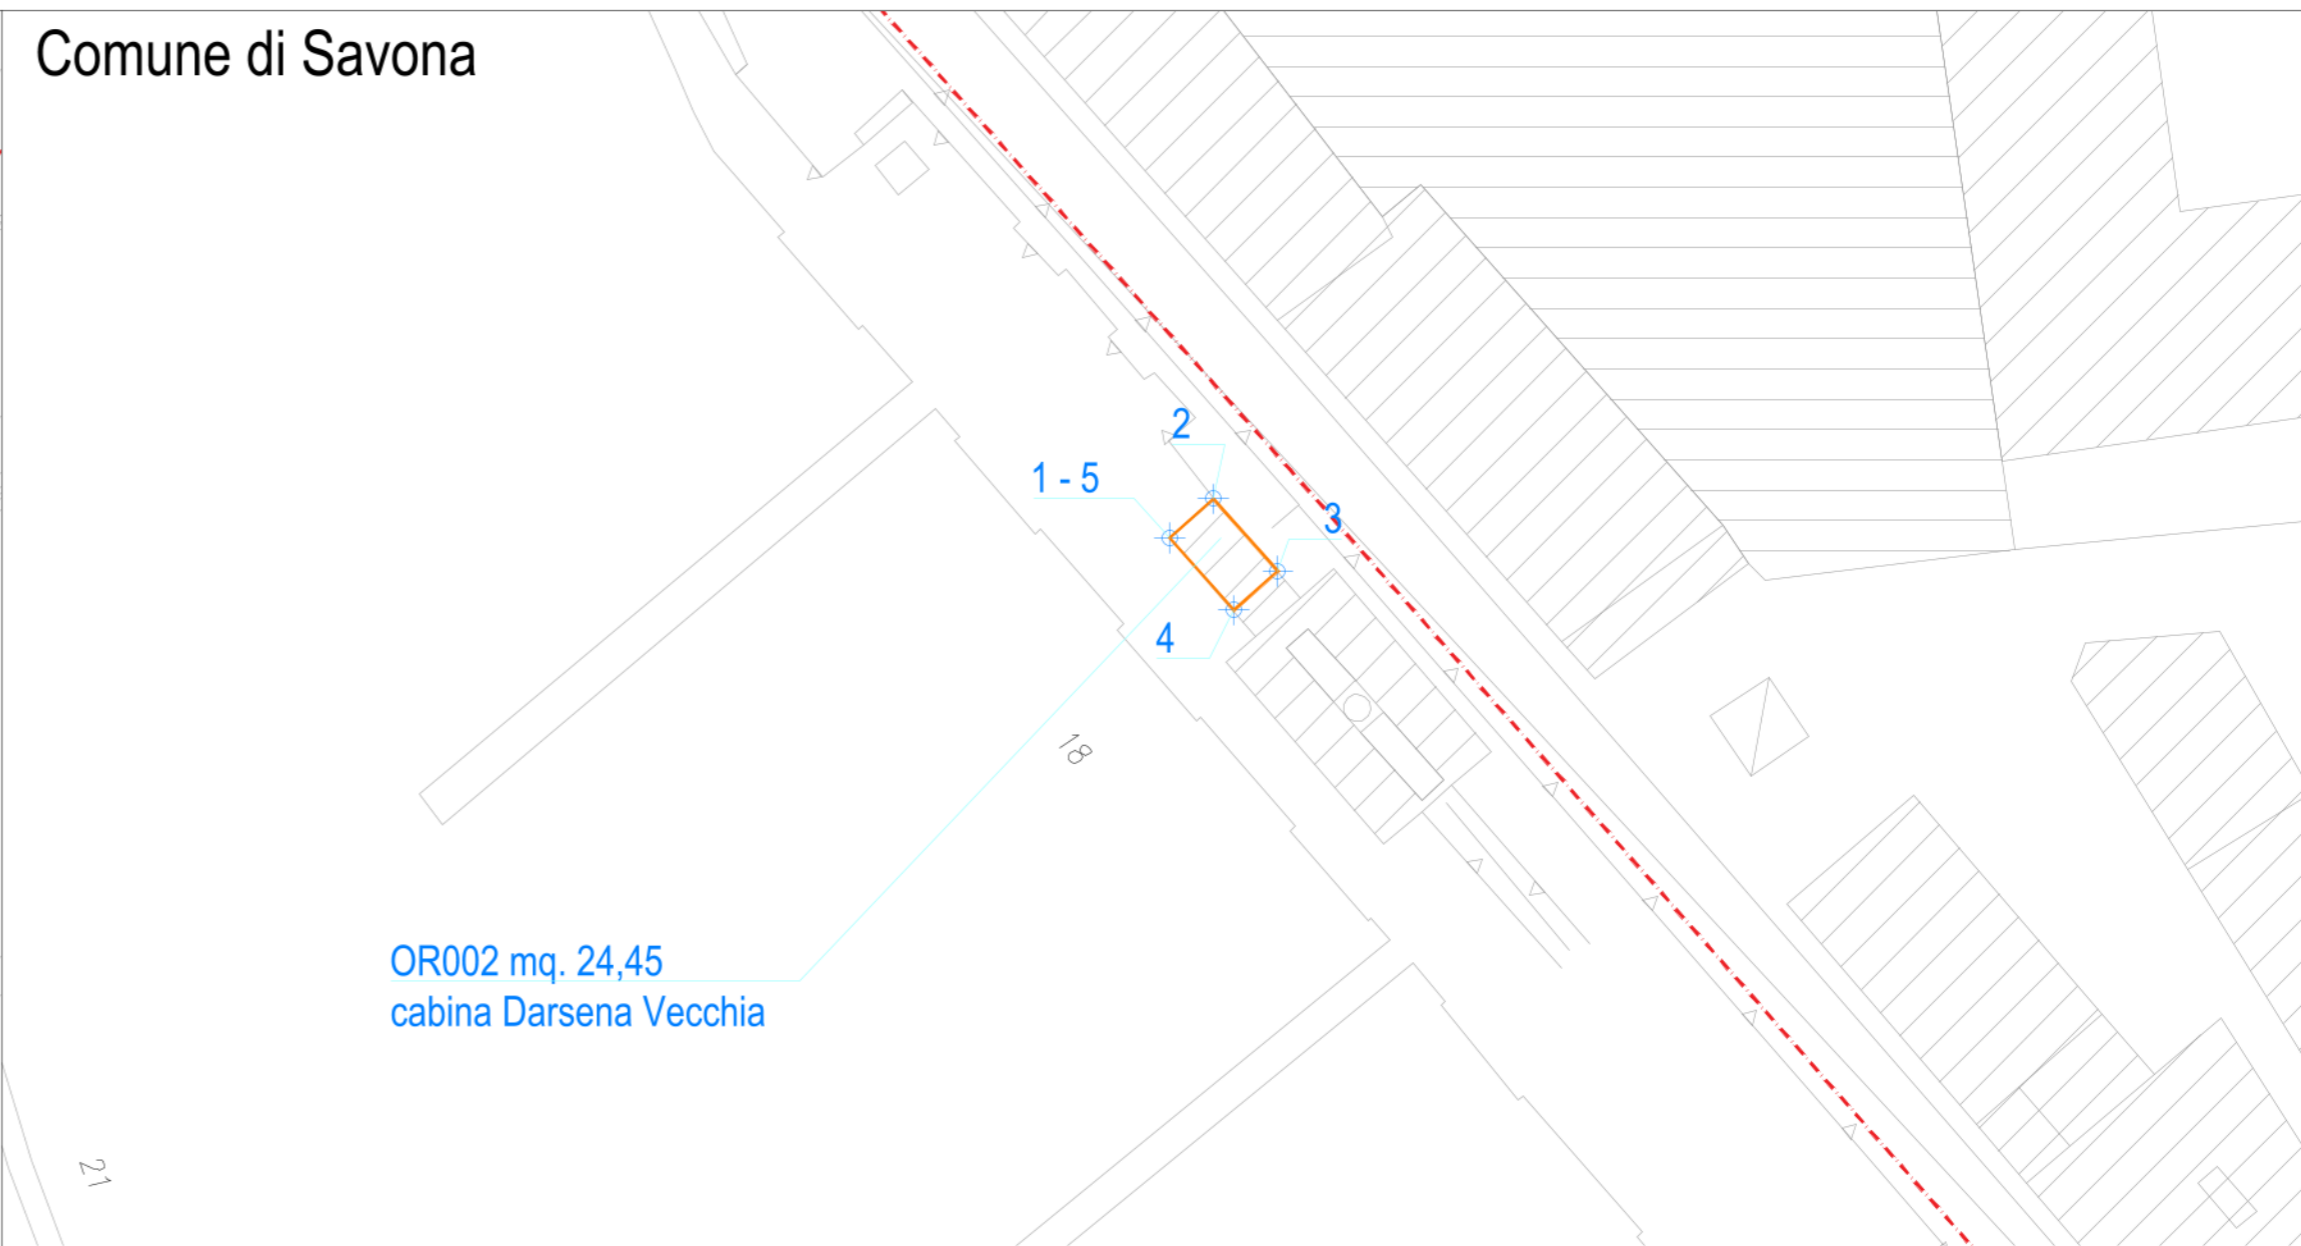 Comune di Savona
2
1 - 5
3
4
18
OR002 mq. 24,45
cabina Darsena Vecchia
21